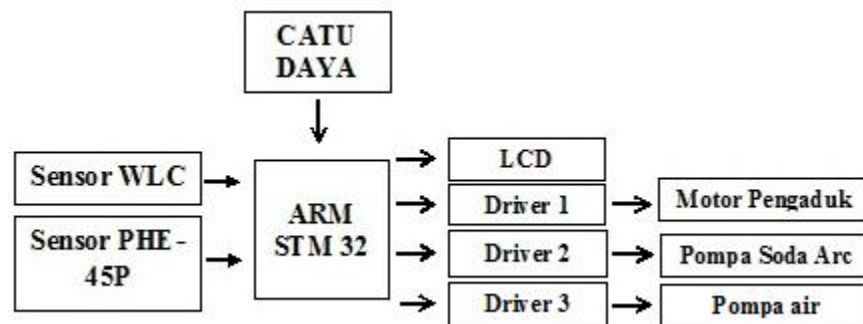 CATU
DAYA
Sensor WLC
Sensor PHE -
45P
ARM
STM 32
LCD
Driver 1
Driver 2
Driver 3
Motor Pengaduk
Pompa Soda Arc
Pompa air